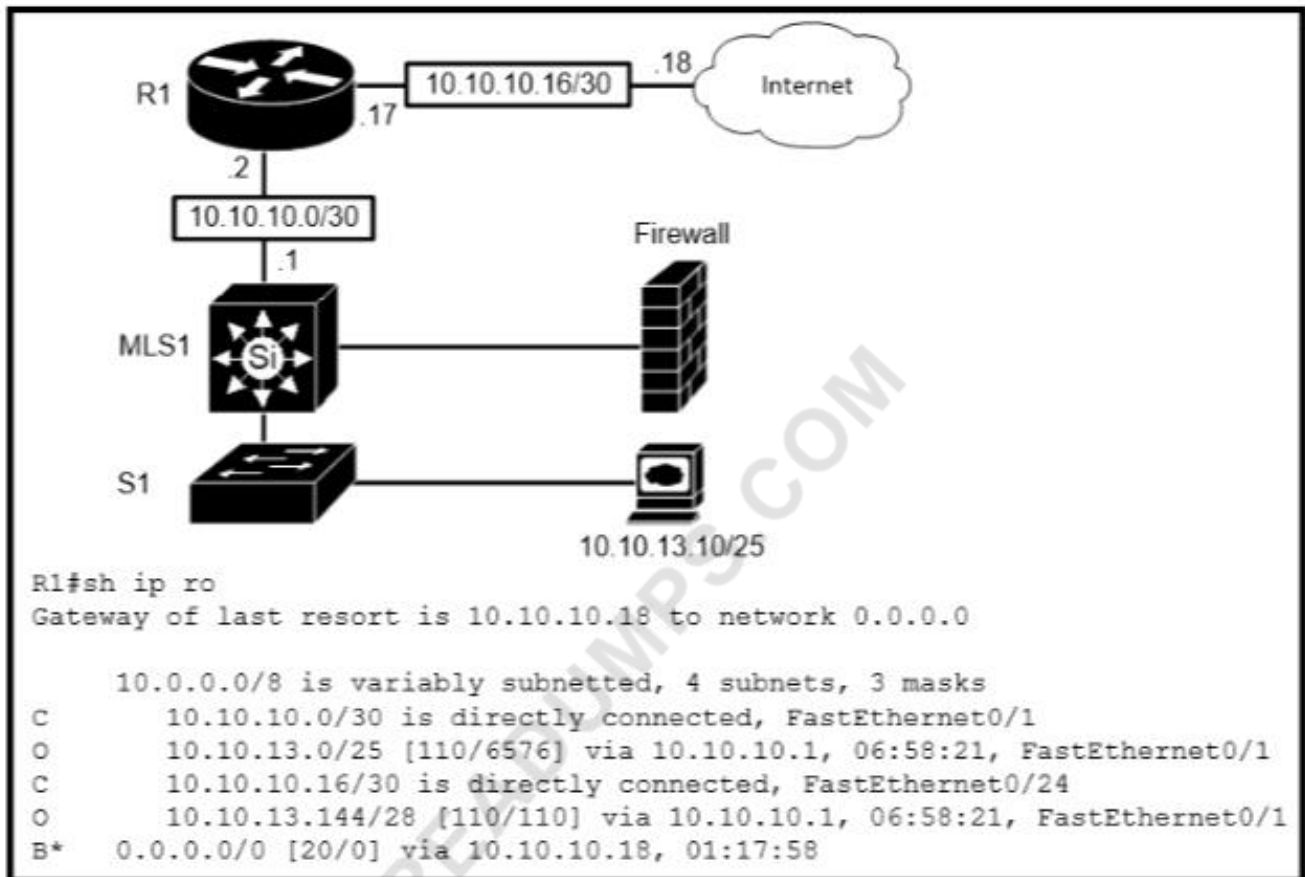 R1
10.10.10.16/30
.18
Internet
.17
.2
10.10.10.0/30
.1
Firewall
MLS1
Si
S1
10.10.13.10/25
R1#sh ip ro
Gateway of last resort is 10.10.10.18 to network 0.0.0.0
10.0.0.0/8 is variably subnetted, 4 subnets, 3 masks
C 10.10.10.0/30 is directly connected, FastEthernet0/1
O 10.10.13.0/25 [110/6576] via 10.10.10.1, 06:58:21, FastEthernet0/1
C 10.10.10.16/30 is directly connected, FastEthernet0/24
O 10.10.13.144/28 [110/110] via 10.10.10.1, 06:58:21, FastEthernet0/1
B* 0.0.0.0/0 [20/0] via 10.10.10.18, 01:17:58
READUMPS.COM